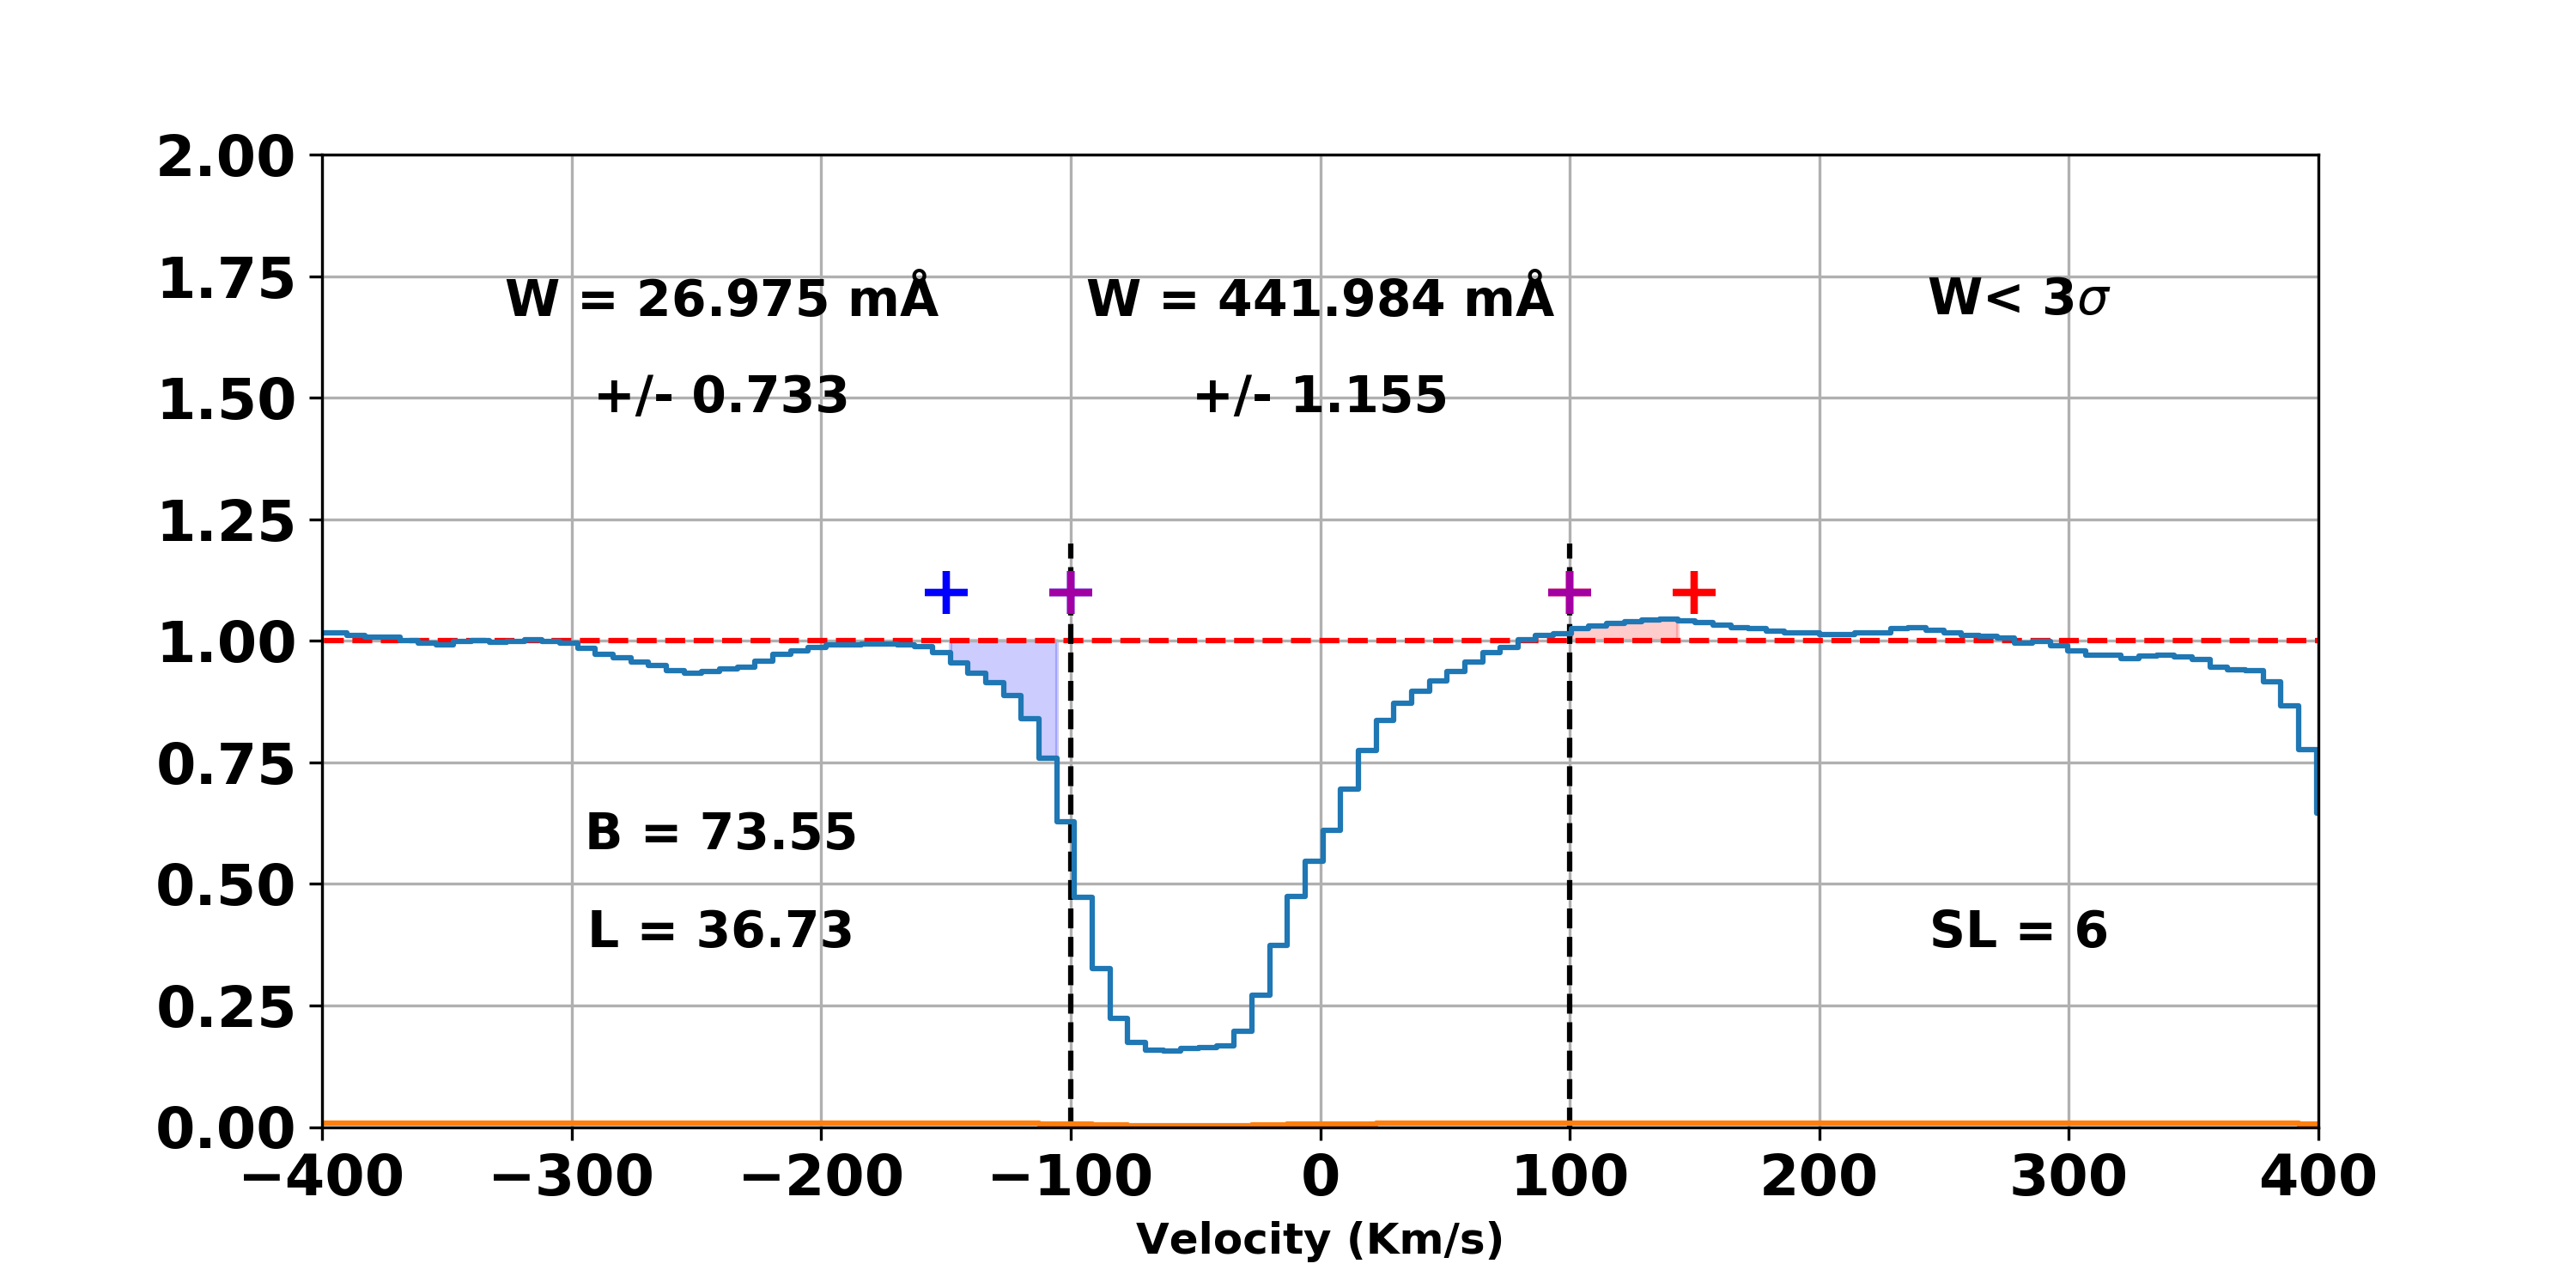 2.00
1.75
W = 26.975 mÅ W = 441.984 mÅ W< 3σ
1.50
+/- 0.733 +/- 1.155
1.25
1.00
0.75
B = 73.55
0.50
L = 36.73 SL = 6
0.25
0.00
−400 −300 −200 −100 0 100 200 300 400
Velocity (Km/s)